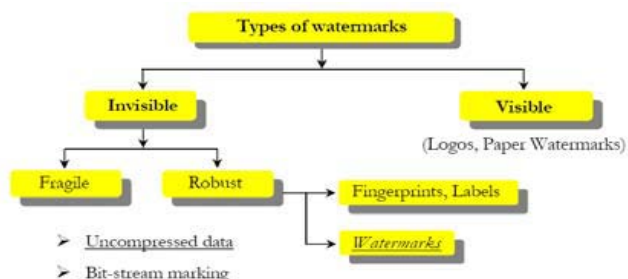 Types of watermarks
Invisible
Visible
(Logos, Paper Watermarks)
Fragile
Robust
Fingerprints, Labels
Watermarks
➤ Uncompressed data
➤ Bit-stream marking